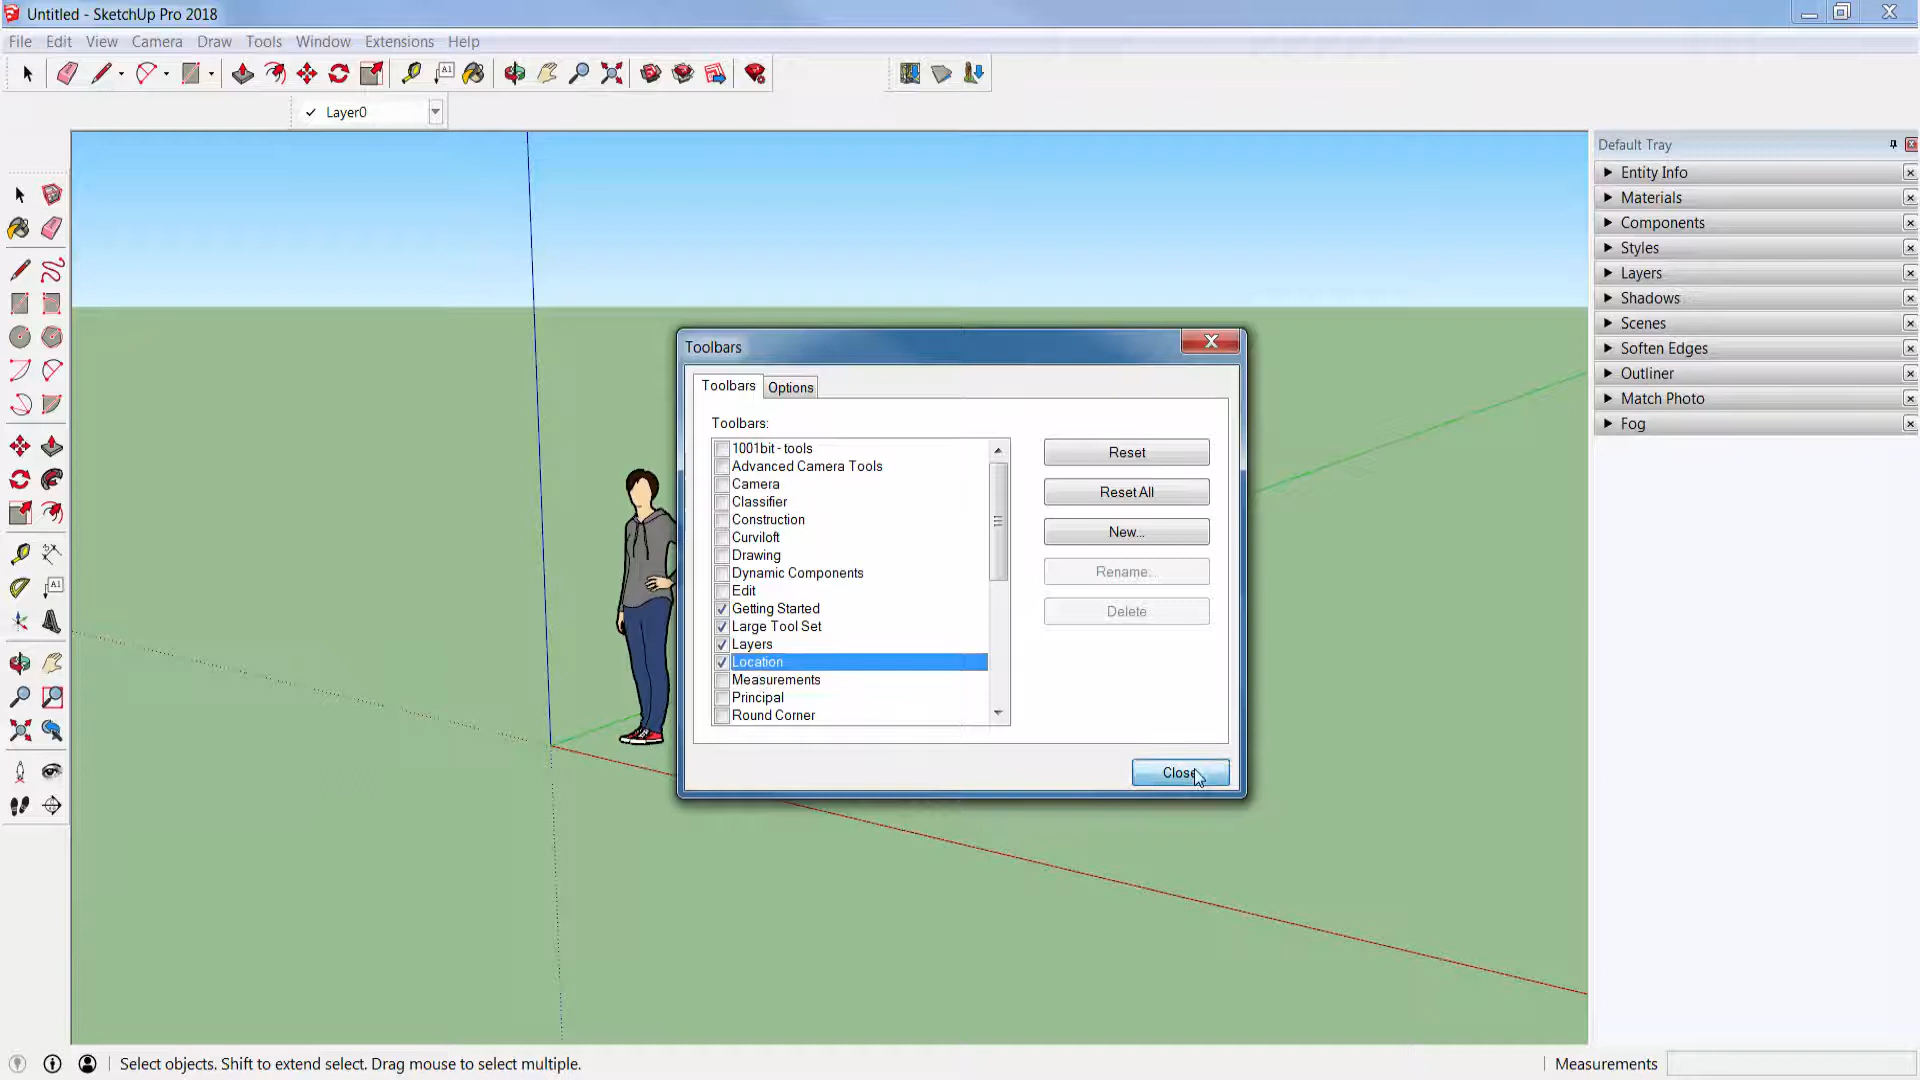 Untitled - SketchUp Pro 2018
File Edit View Camera Draw Tools Window Extensions Help
A1
Layer0
Default Tray
Entity Info
Materials
Components
Styles
Layers
Shadows
Scenes
Soften Edges
Outliner
Match Photo
Fog
A1
Toolbars
Toolbars Options
Toolbars:
1001bit - tools
Advanced Camera Tools
Camera
Classifier
Construction
Curviloft
Drawing
Dynamic Components
Edit
Getting Started
Large Tool Set
Layers
Location
Measurements
Principal
Round Corner
Reset
Reset All
New...
Rename...
Delete
Close
Select objects. Shift to extend select. Drag mouse to select multiple.
Measurements